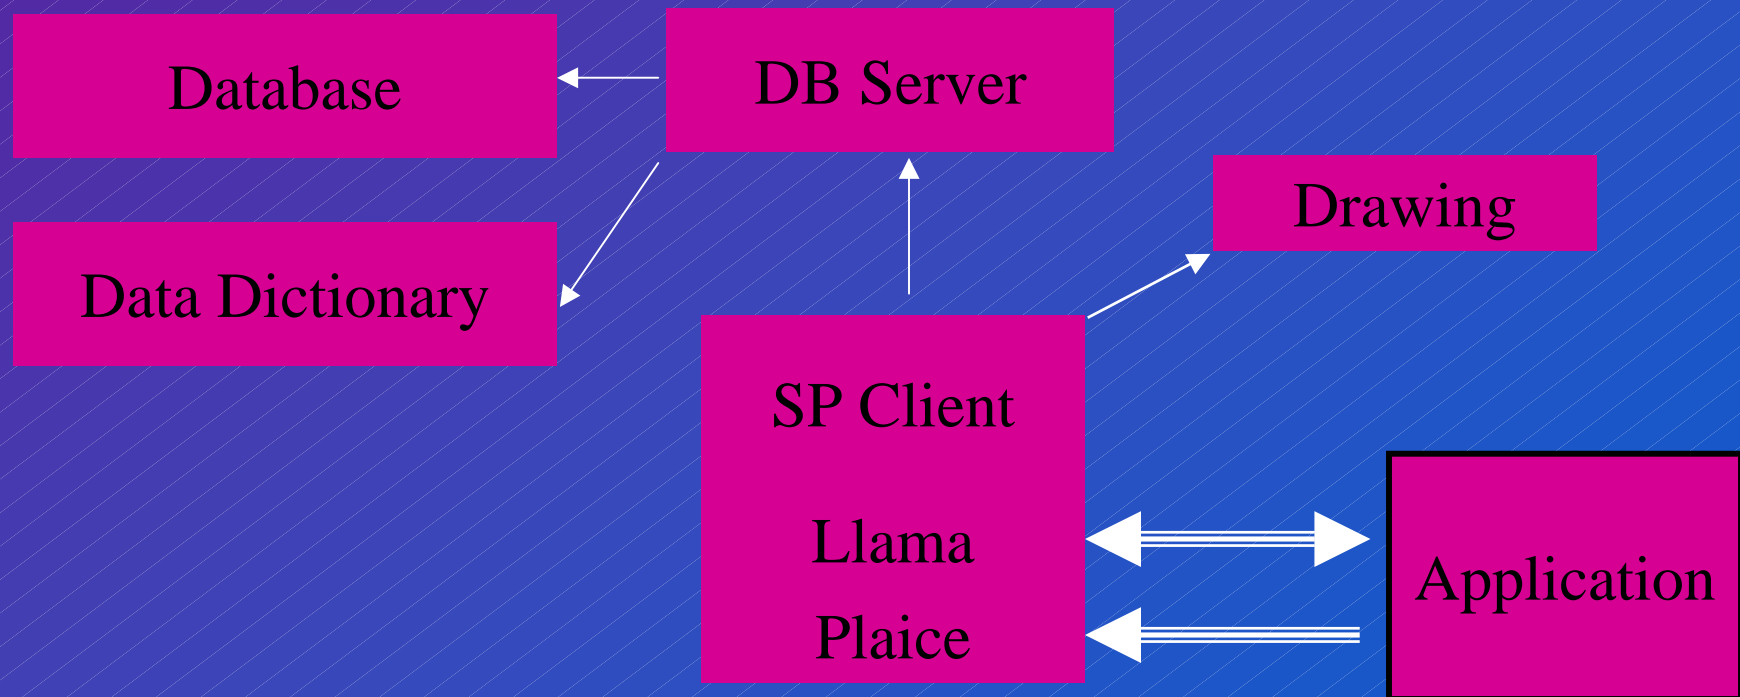 Database
DB Server
Drawing
Data Dictionary
SP Client
Llama
Application
Plaice